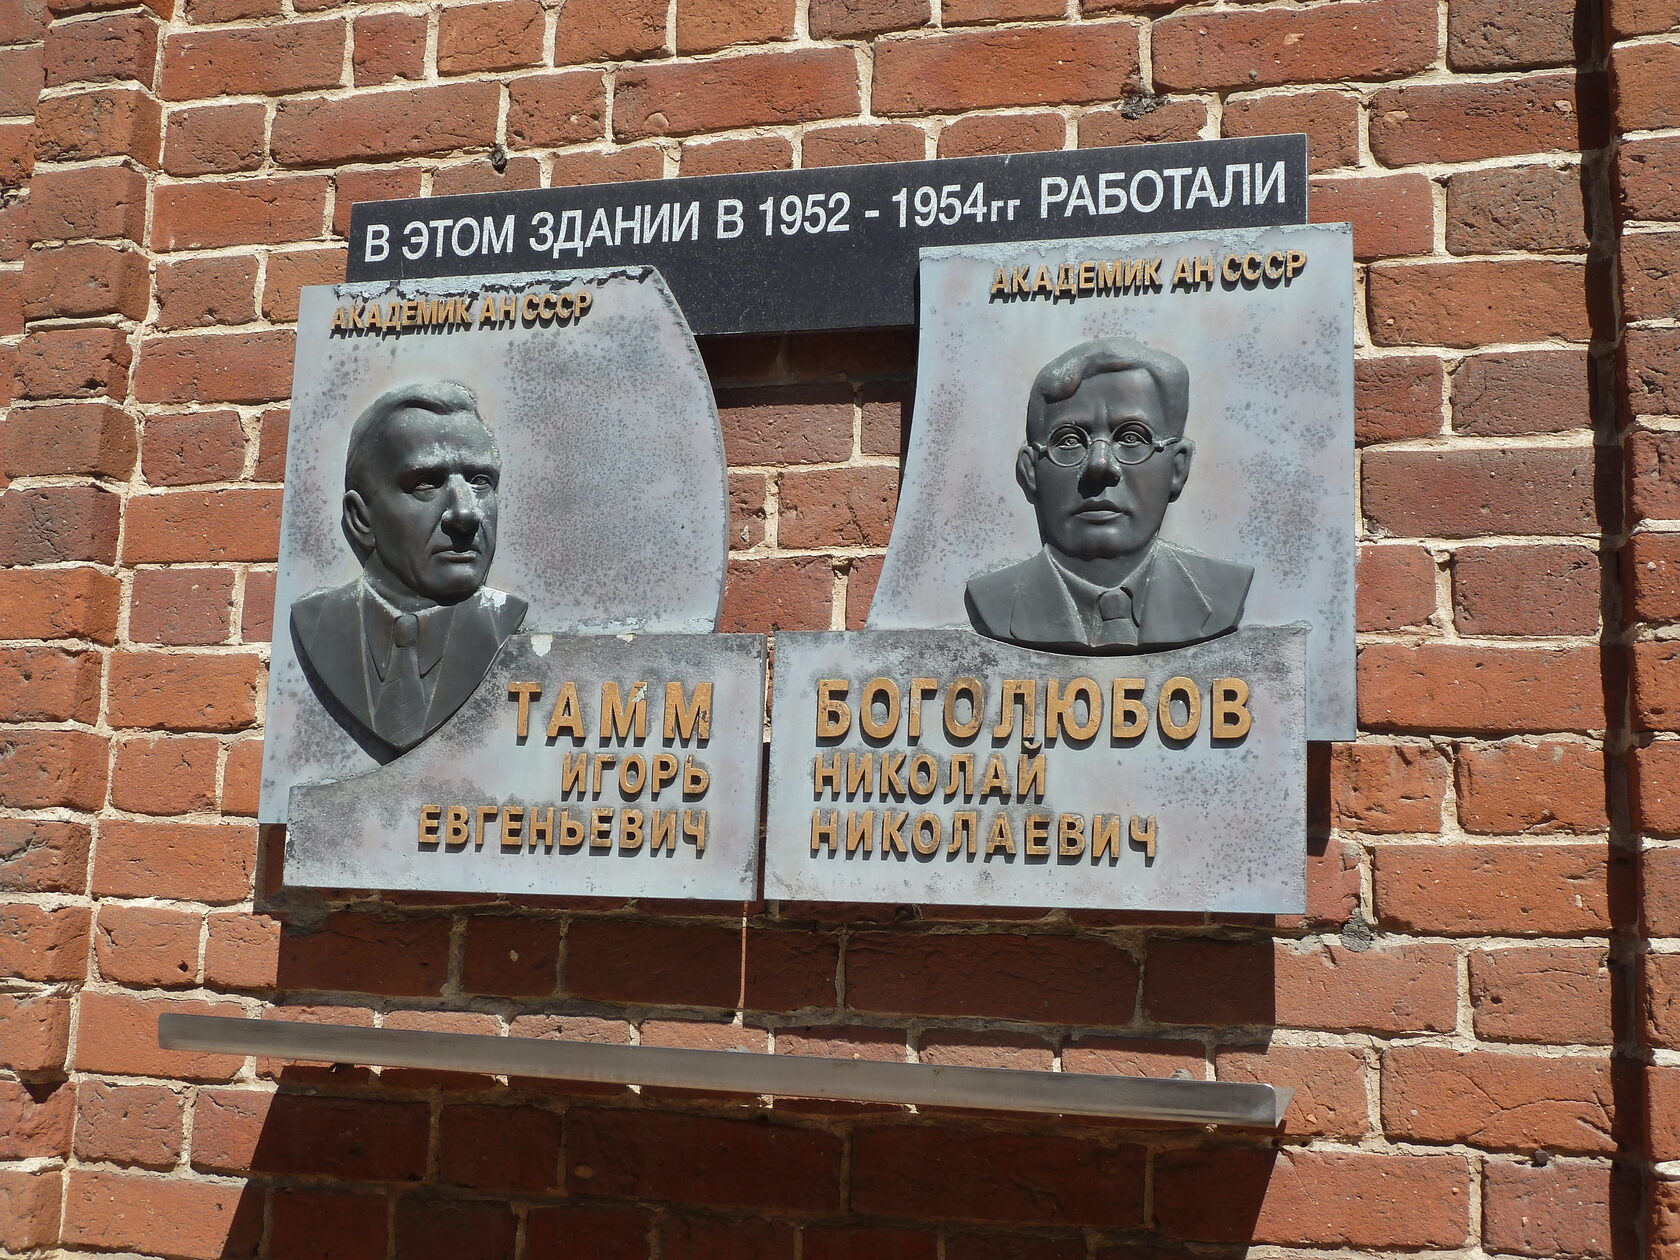 В ЭТОМ ЗДАНИИ В 1952 - 1954гг РАБОТАЛИ
АКАДЕМИК АН СССР
ТАММ
ИГОРЬ
ЕВГЕНЬЕВИЧ
АКАДЕМИК АН СССР
БОГОЛЮБОВ
НИКОЛАЙ
НИКОЛАЕВИЧ